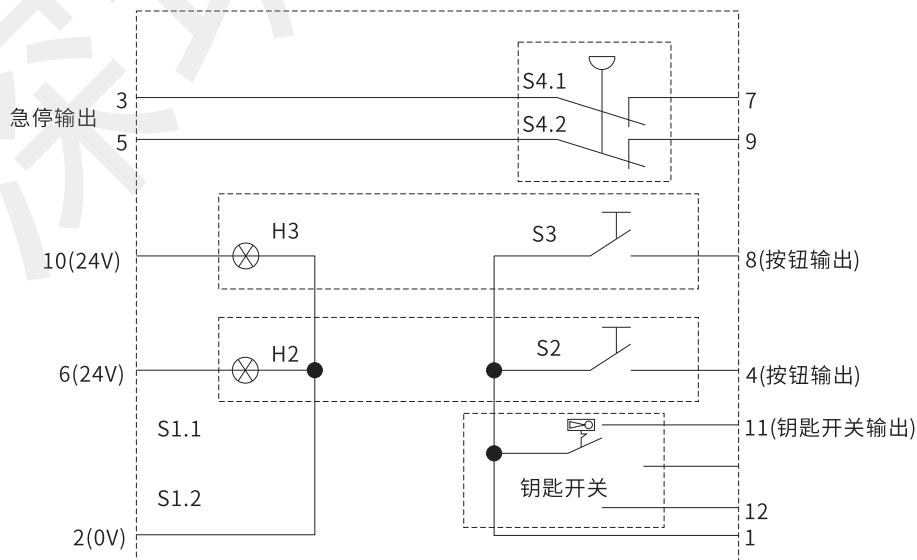 S4.1
3
7
急停输出
S4.2
5
9
H3
S3
10(24V)
8(按钮输出)
H2
S2
6(24V)
4(按钮输出)
S1.1
11(钥匙开关输出)
S1.2
钥匙开关
12
2(0V)
1